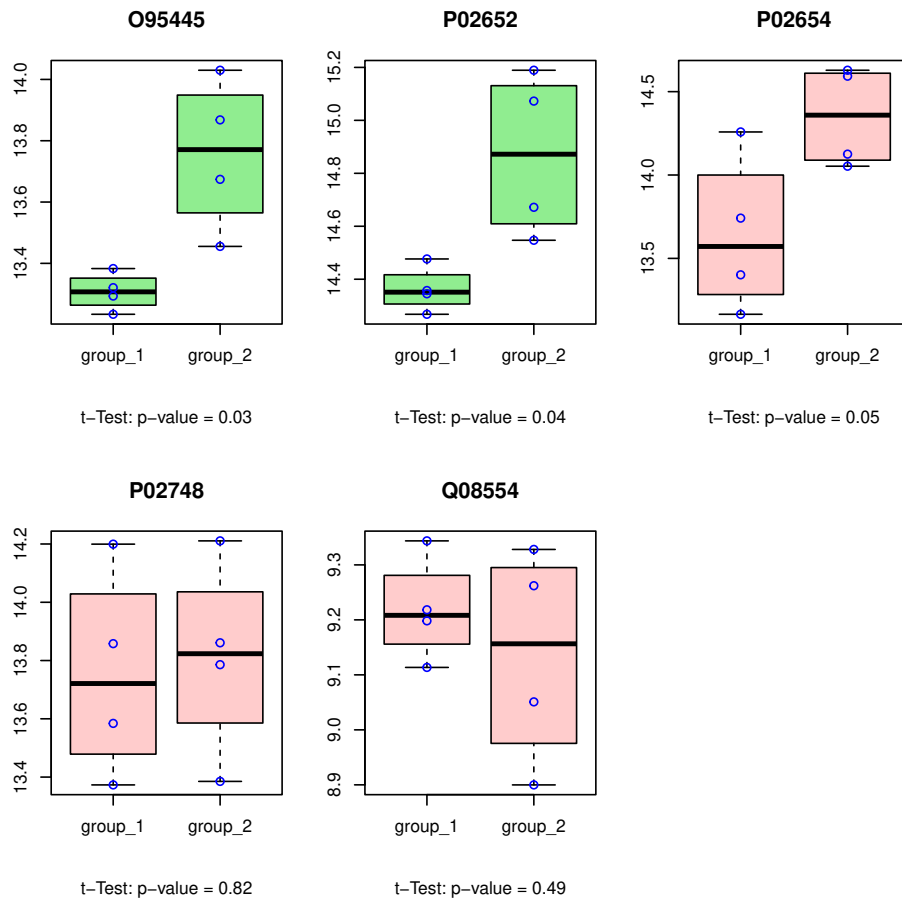 O95445
14.0
13.8
13.6
13.4
group_1 group_2
t-Test: p-value = 0.03
P02652
15.2
15.0
14.8
14.6
14.4
group_1 group_2
t-Test: p-value = 0.04
P02654
14.5
14.0
13.5
group_1 group_2
t-Test: p-value = 0.05
P02748
14.2
14.0
13.8
13.6
13.4
group_1 group_2
t-Test: p-value = 0.82
Q08554
9.3
9.2
9.1
9.0
8.9
group_1 group_2
t-Test: p-value = 0.49